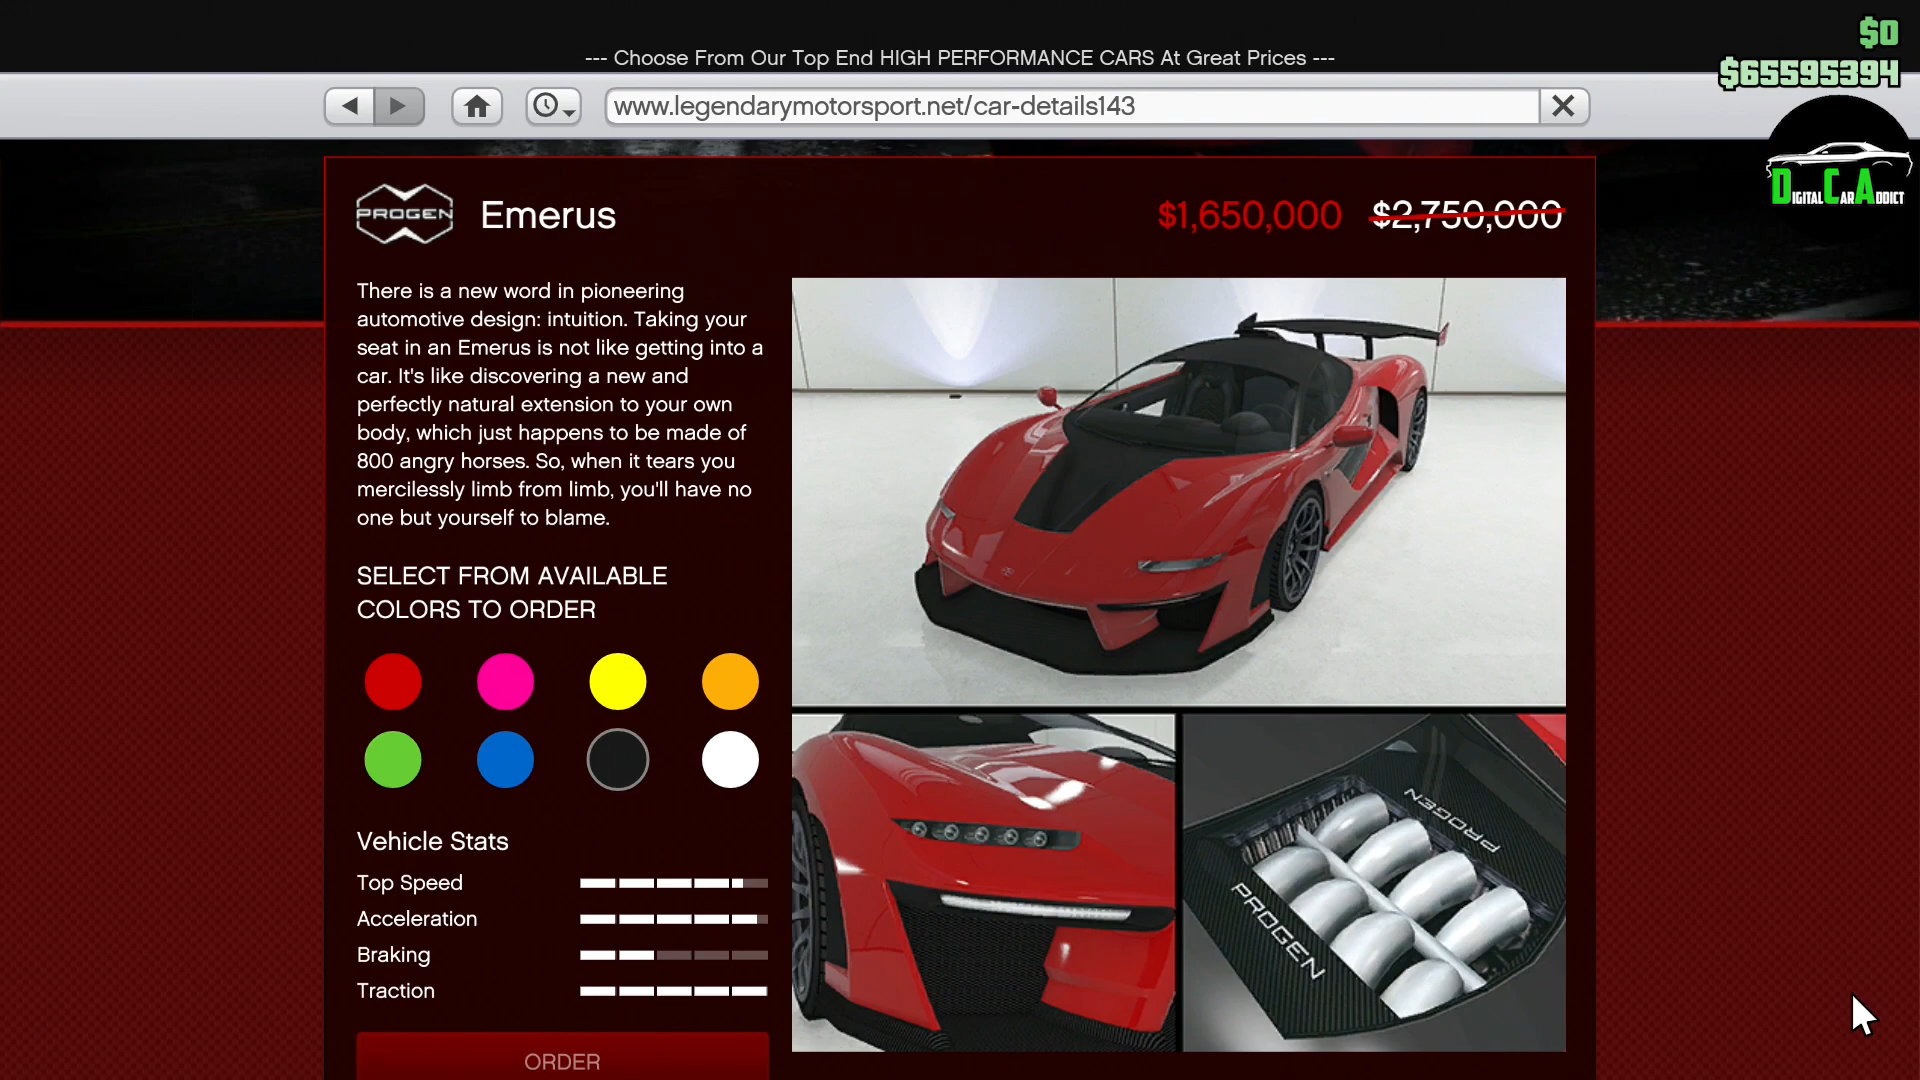 $0
--- Choose From Our Top End HIGH PERFORMANCE CARS At Great Prices ---
$65595394
www.legendarymotorsport.net/car-details143
DIGITAL CAR ADDICT
PROGEN
Emerus
$1,650,000 $2,750,000
There is a new word in pioneering
automotive design: intuition. Taking your
seat in an Emerus is not like getting into a
car. It's like discovering a new and
perfectly natural extension to your own
body, which just happens to be made of
800 angry horses. So, when it tears you
mercilessly limb from limb, you'll have no
one but yourself to blame.
SELECT FROM AVAILABLE
COLORS TO ORDER
Vehicle Stats
Top Speed
Acceleration
Braking
Traction
ORDER
PROGEN
PROGEN